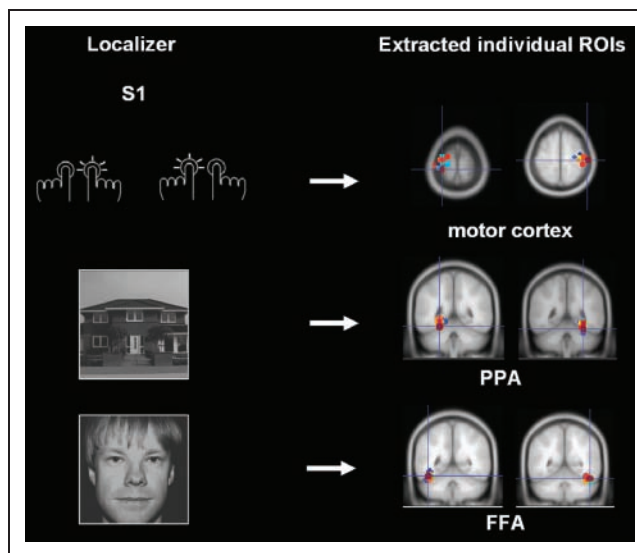 Localizer
Extracted individual ROIs
S1
motor cortex
PPA
FFA